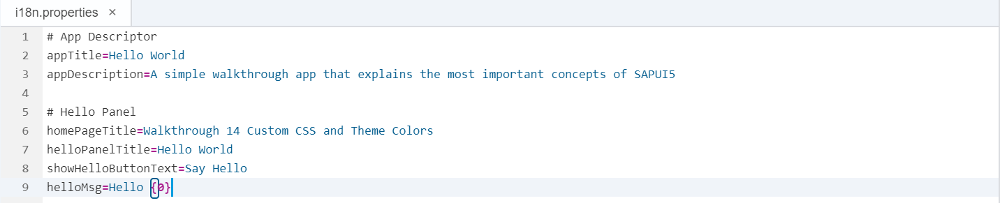 i18n.properties ×
1 # App Descriptor
2 appTitle=Hello World
3 appDescription=A simple walkthrough app that explains the most important concepts of SAPUI5
4
5 # Hello Panel
6 homePageTitle=Walkthrough 14 Custom CSS and Theme Colors
7 helloPanelTitle=Hello World
8 showHelloButtonText=Say Hello
9 helloMsg=Hello {0}